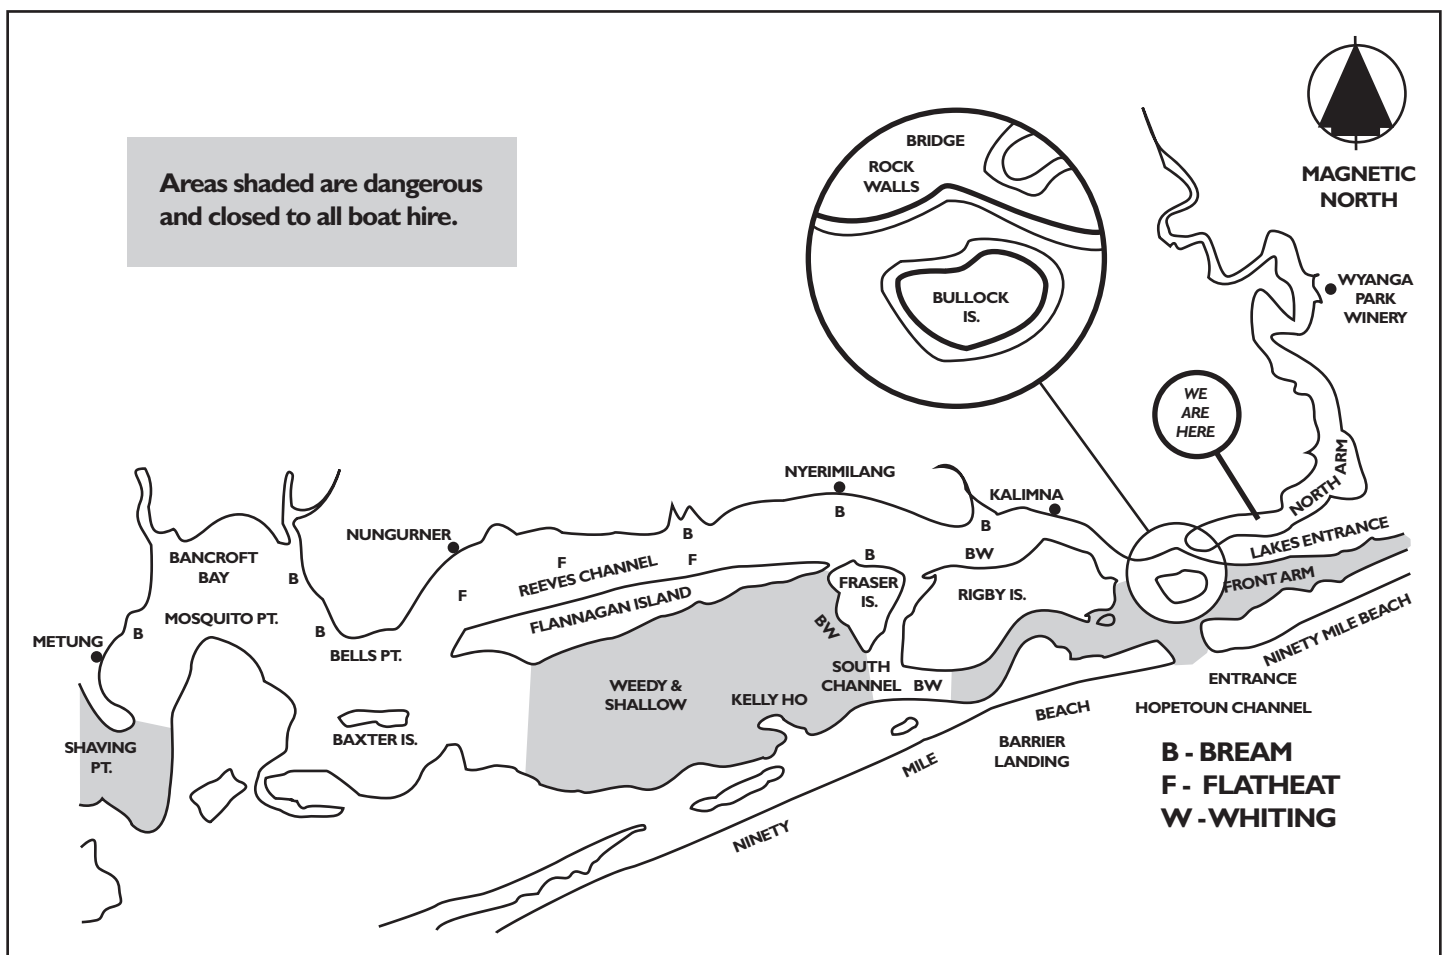 Areas shaded are dangerous
and closed to all boat hire.
BRIDGE
ROCK
WALLS
BULLOCK
IS.
MAGNETIC
NORTH
WYANGA
PARK
WINERY
WE
ARE
HERE
NORTH ARM
LAKES ENTRANCE
FRONT ARM
NINETY MILE BEACH
ENTRANCE
HOPETOUN CHANNEL
NYERIMILANG
B
KALIMNA
B
NUNGURNER
B
BANCROFT
BAY
B
F
REEVES CHANNEL
F
F
FLANNAGAN ISLAND
B
FRASER
IS.
BW
BW
RIGBY IS.
MOSQUITO PT.
B
B
METUNG
BELLS PT.
SOUTH
CHANNEL
BW
WEEDY &
SHALLOW
KELLY HO
BAXTER IS.
SHAVING
PT.
BEACH
BARRIER
LANDING
MILE
NINETY
B - BREAM
F - FLATHEAT
W - WHITING